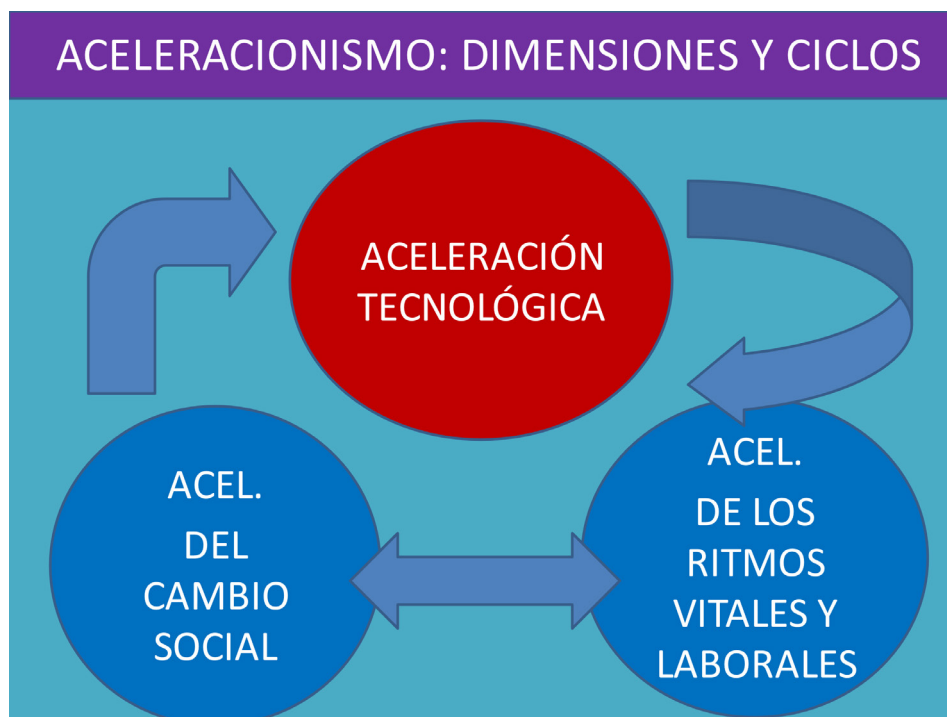 ACELERACIONISMO: DIMENSIONES Y CICLOS
ACELERACIÓN
TECNOLÓGICA
ACEL.
DEL
CAMBIO
SOCIAL
ACEL.
DE LOS
RITMOS
VITALES Y
LABORALES